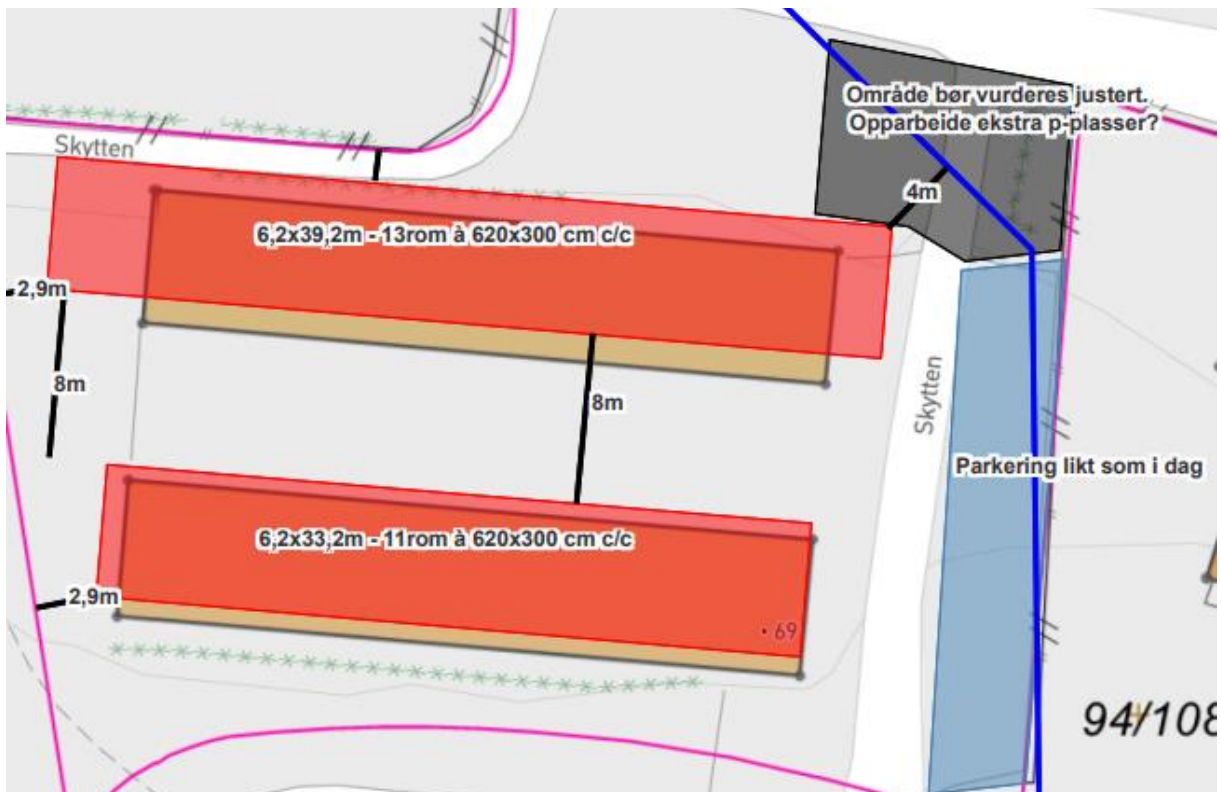 Område bør vurderes justert.
Opparbeide ekstra p-plasser?
Skytten
4m
6,2x39,2m - 13rom à 620x300 cm c/c
2,9m
8m
8m
Skytten
Parkering likt som i dag
6,2x33,2m - 11rom à 620x300 cm c/c
2,9m
69
94/108